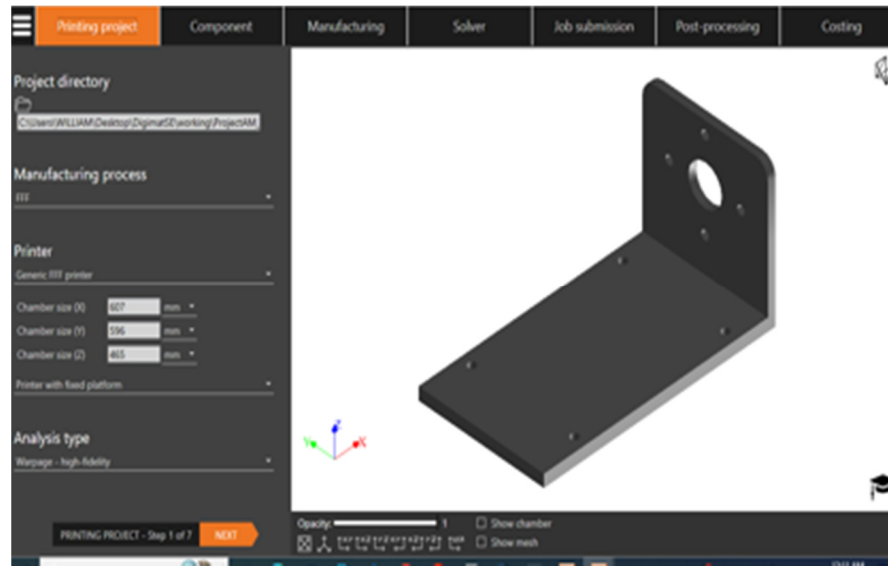 Printing project
Component
Manufacturing
Solver
Job submission
Post-processing
Costing
Project directory
C:\Users\WILLIAM\Desktop\DigimatSE\working\ProjectAM
Manufacturing process
FFF
Printer
Generic FFF printer
Chamber size (X) 607 mm
Chamber size (Y) 596 mm
Chamber size (Z) 465 mm
Printer with fixed platform
Analysis type
Warpage - high-fidelity
PRINTING PROJECT - Step 1 of 7 NEXT
Z
Y X
Opacity: 1 Show chamber
Show mesh